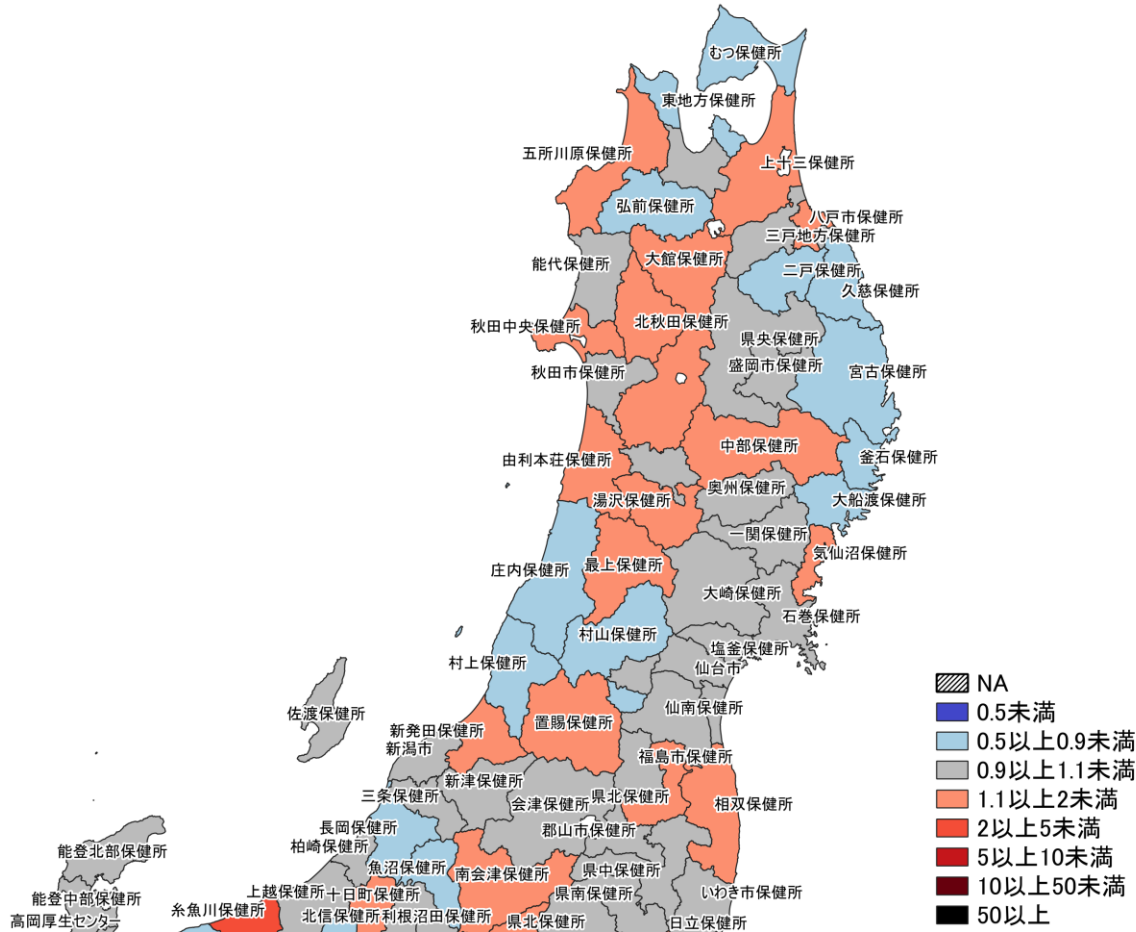 むつ保健所
東地方保健所
五所川原保健所
上十三保健所
弘前保健所
八戸市保健所
三戸地方保健所
大館保健所
能代保健所
二戸保健所
久慈保健所
北秋田保健所
秋田中央保健所
県央保健所
盛岡市保健所
秋田市保健所
宮古保健所
中部保健所
由利本荘保健所
釜石保健所
奥州保健所
大船渡保健所
湯沢保健所
一関保健所
気仙沼保健所
最上保健所
庄内保健所
大崎保健所
石巻保健所
村山保健所
塩釜保健所
村上保健所
仙台市
仙南保健所
佐渡保健所
置賜保健所
新発田保健所
新潟市
福島市保健所
新津保健所
三条保健所
会津保健所
県北保健所
相双保健所
長岡保健所
郡山市保健所
柏崎保健所
能登北部保健所
魚沼保健所
南会津保健所
県中保健所
上越保健所
十日町保健所
県南保健所
いわき市保健所
能登中部保健所
糸魚川保健所
北信保健所
利根沼田保健所
県北保健所
日立保健所
高岡厚生センター
NA
0.5未満
0.5以上0.9未満
0.9以上1.1未満
1.1以上2未満
2以上5未満
5以上10未満
10以上50未満
50以上